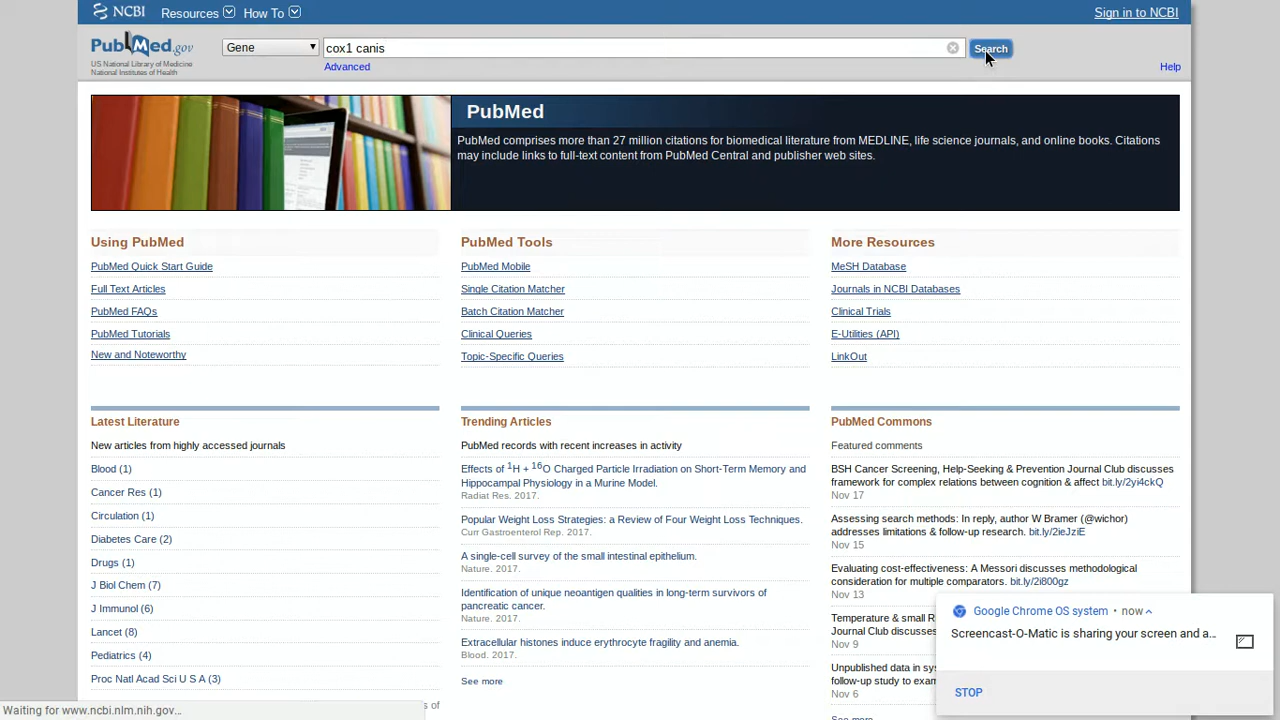 NCBI Resources How To Sign in to NCBI
PubMed.gov
US National Library of Medicine
National Institutes of Health
Gene
cox1 canis
Search
Advanced
Help
PubMed
PubMed comprises more than 27 million citations for biomedical literature from MEDLINE, life science journals, and online books. Citations
may include links to full-text content from PubMed Central and publisher web sites.
Using PubMed
PubMed Quick Start Guide
Full Text Articles
PubMed FAQs
PubMed Tutorials
New and Noteworthy
PubMed Tools
PubMed Mobile
Single Citation Matcher
Batch Citation Matcher
Clinical Queries
Topic-Specific Queries
More Resources
MeSH Database
Journals in NCBI Databases
Clinical Trials
E-Utilities (API)
LinkOut
Latest Literature
New articles from highly accessed journals
Blood (1)
Cancer Res (1)
Circulation (1)
Diabetes Care (2)
Drugs (1)
J Biol Chem (7)
J Immunol (6)
Lancet (8)
Pediatrics (4)
Proc Natl Acad Sci U S A (3)
Trending Articles
PubMed records with recent increases in activity
Effects of 1H + 16O Charged Particle Irradiation on Short-Term Memory and
Hippocampal Physiology in a Murine Model.
Radiat Res. 2017.
Popular Weight Loss Strategies: a Review of Four Weight Loss Techniques.
Curr Gastroenterol Rep. 2017.
A single-cell survey of the small intestinal epithelium.
Nature. 2017.
Identification of unique neoantigen qualities in long-term survivors of
pancreatic cancer.
Nature. 2017.
Extracellular histones induce erythrocyte fragility and anemia.
Blood. 2017.
See more
PubMed Commons
Featured comments
BSH Cancer Screening, Help-Seeking & Prevention Journal Club discusses
framework for complex relations between cognition & affect bit.ly/2yi4ckQ
Nov 17
Assessing search methods: In reply, author W Bramer (@wichor)
addresses limitations & follow-up research. bit.ly/2ieJziE
Nov 15
Evaluating cost-effectiveness: A Messori discusses methodological
consideration for multiple comparators. bit.ly/2i800gz
Nov 13
Temperature & small R
Journal Club discusses
Unpublished data in sys
follow-up study to exam
Nov 6
Google Chrome OS system • now
Screencast-O-Matic is sharing your screen and a...
STOP
Waiting for www.ncbi.nlm.nih.gov...
s of